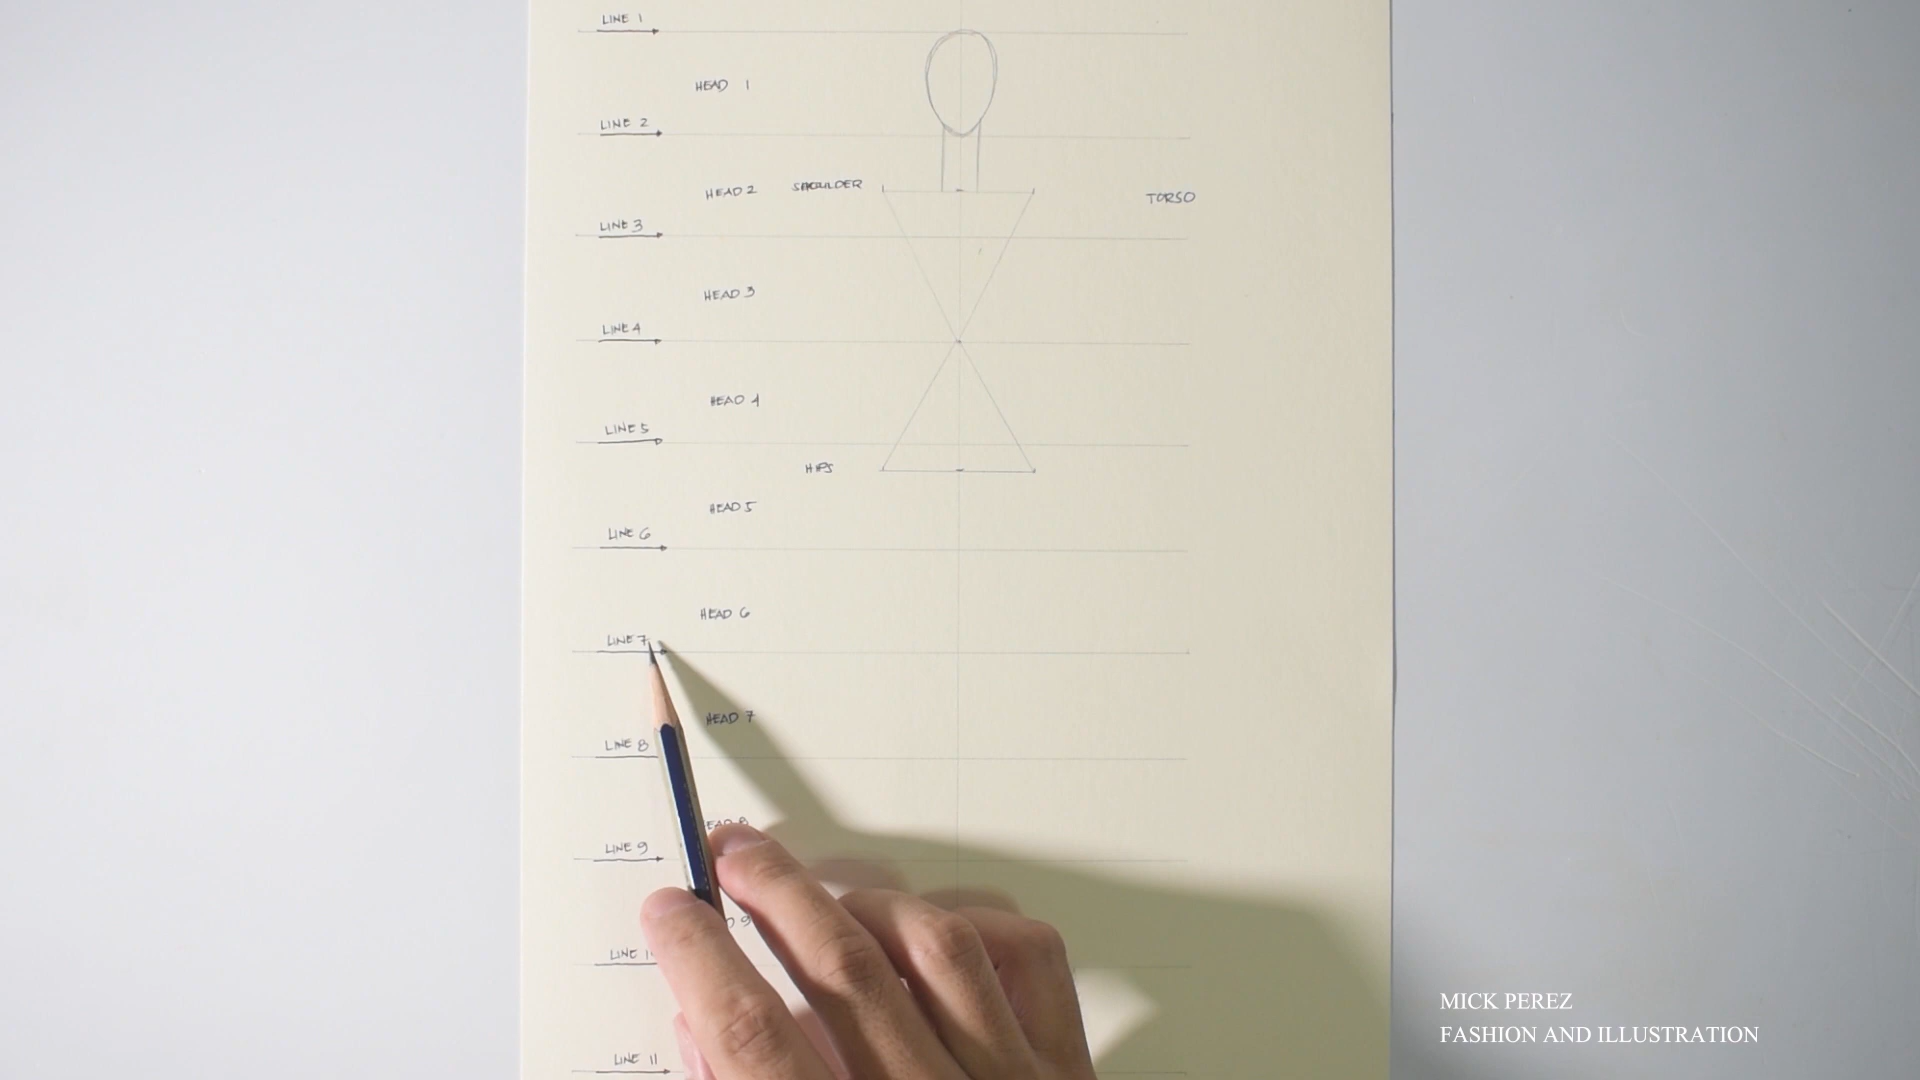 LINE 1
HEAD 1
LINE 2
HEAD 2 SHOULDER TORSO
LINE 3
HEAD 3
LINE 4
HEAD 4
LINE 5
HIPS
HEAD 5
LINE 6
HEAD 6
LINE 7
HEAD 7
LINE 8
LINE 9
LINE
LINE 11
MICK PEREZ
FASHION AND ILLUSTRATION